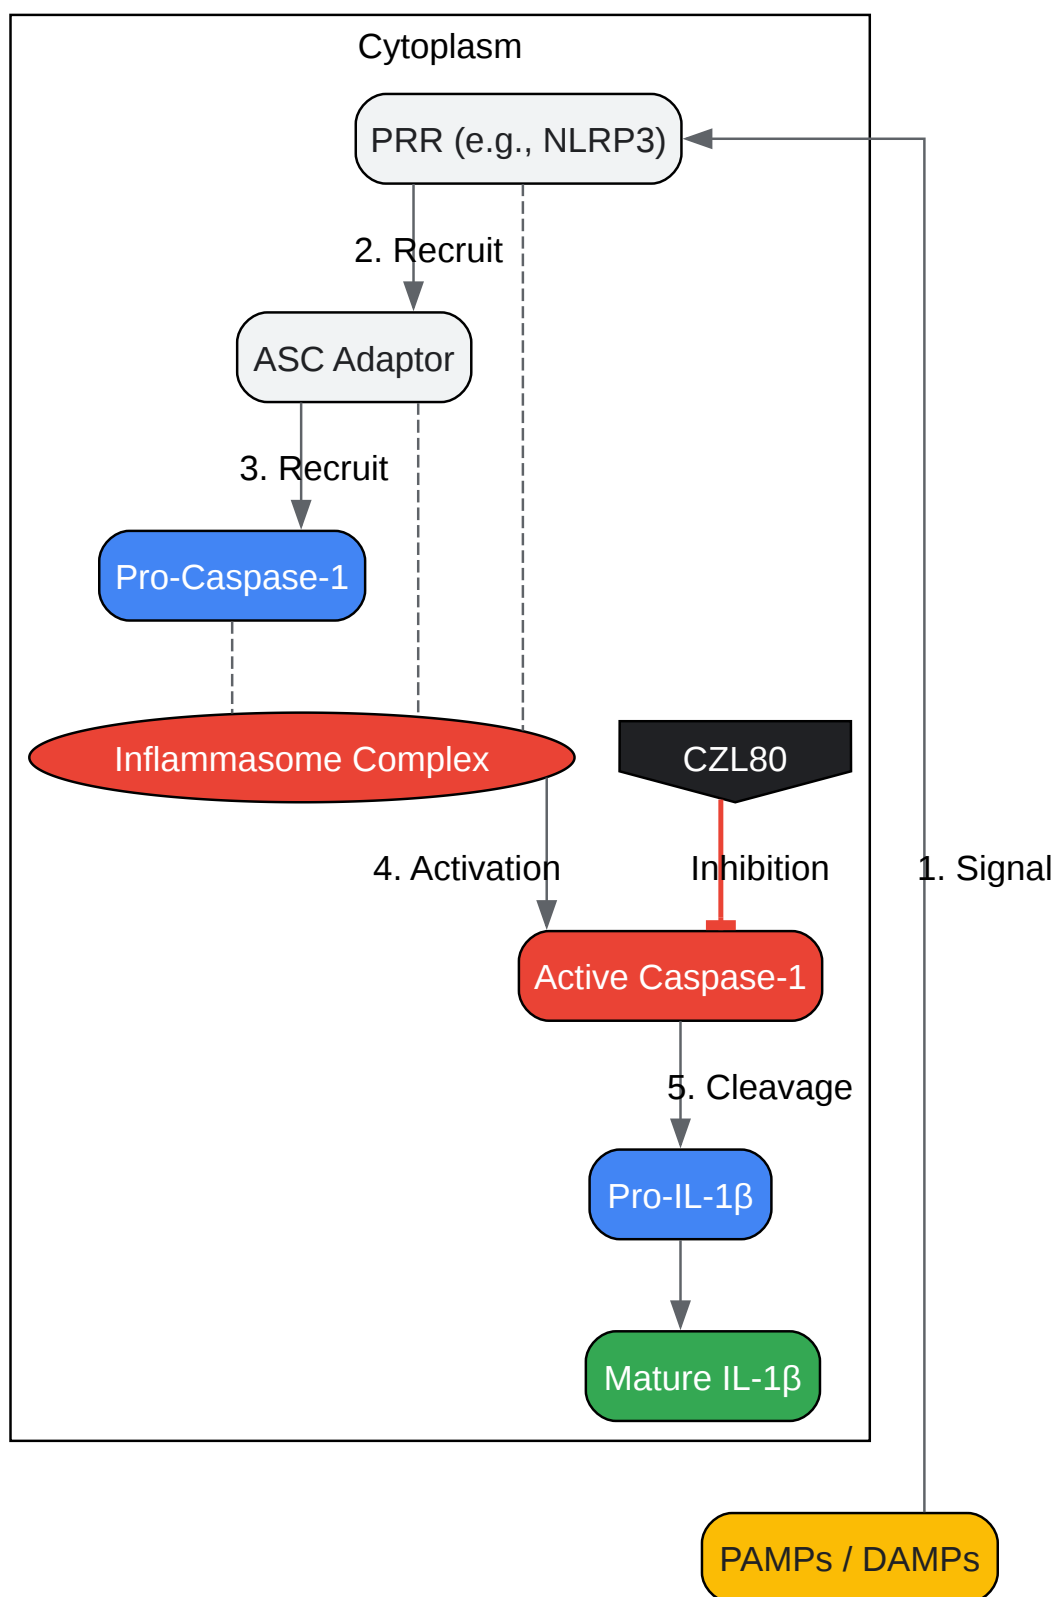 Cytoplasm
PRR (e.g., NLRP3)
2. Recruit
ASC Adaptor
3. Recruit
Pro-Caspase-1
Inflammasome Complex
CZL80
4. Activation
Inhibition
1. Signal
Active Caspase-1
5. Cleavage
Pro-IL-1β
Mature IL-1β
PAMPs / DAMPs